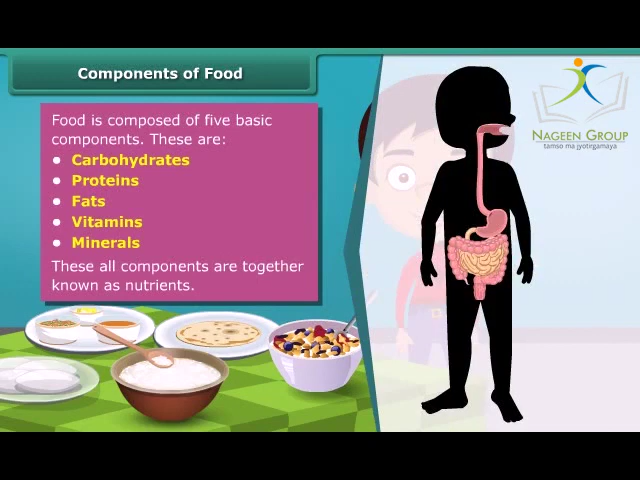 Components of Food
Food is composed of five basic
components. These are:
● Carbohydrates
● Proteins
● Fats
● Vitamins
● Minerals
These all components are together
known as nutrients.
NAGEEN GROUP
tamso ma jyotirgamaya